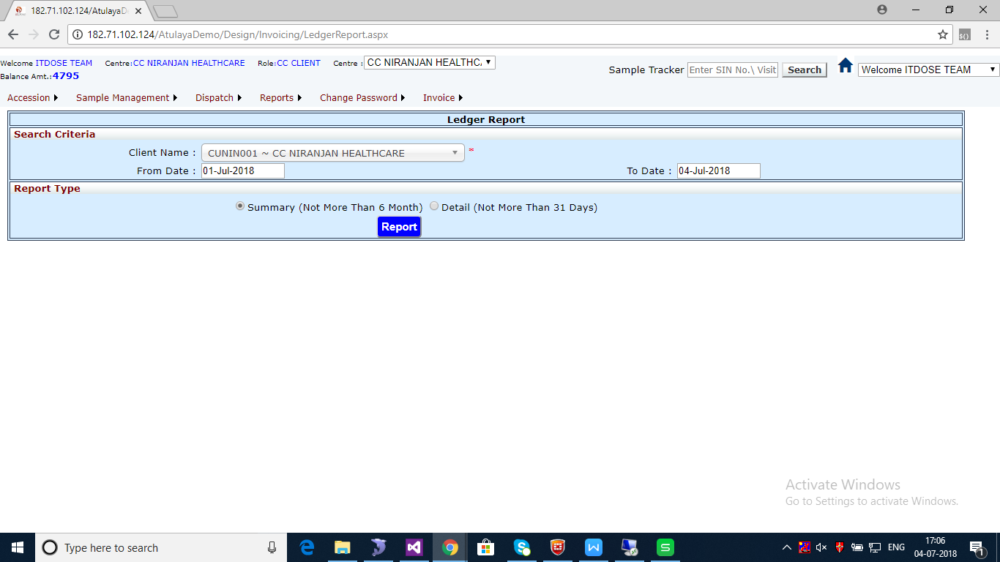 182.71.102.124/AtulayaD
182.71.102.124/AtulayaDemo/Design/Invoicing/LedgerReport.aspx
Welcome ITDOSE TEAM Centre:CC NIRANJAN HEALTHCARE Role:CC CLIENT Centre : CC NIRANJAN HEALTHC
Balance Amt.:4795
Sample Tracker Enter SIN No.\ Visit Search Welcome ITDOSE TEAM
Accession Sample Management Dispatch Reports Change Password Invoice
Ledger Report
Search Criteria
Client Name : CUNIN001 ~ CC NIRANJAN HEALTHCARE *
From Date : 01-Jul-2018 To Date : 04-Jul-2018
Report Type
Summary (Not More Than 6 Month) Detail (Not More Than 31 Days)
Report
Activate Windows
Go to Settings to activate Windows.
Type here to search
ENG
17:06
04-07-2018
1